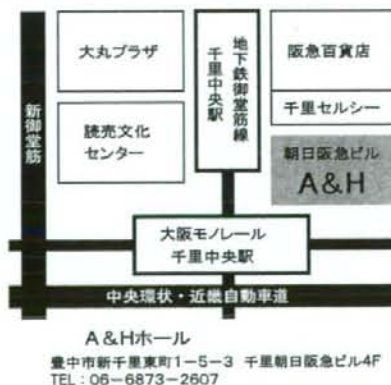 大丸プラザ
地下鉄御堂筋線
千里中央駅
阪急百貨店
千里セルシー
新御堂筋
読売文化
センター
朝日阪急ビル
A&H
大阪モノレール
千里中央駅
中央環状・近畿自動車道
A&Hホール
豊中市新千里東町1-5-3 千里朝日阪急ビル4F
TEL:06-6873-2607